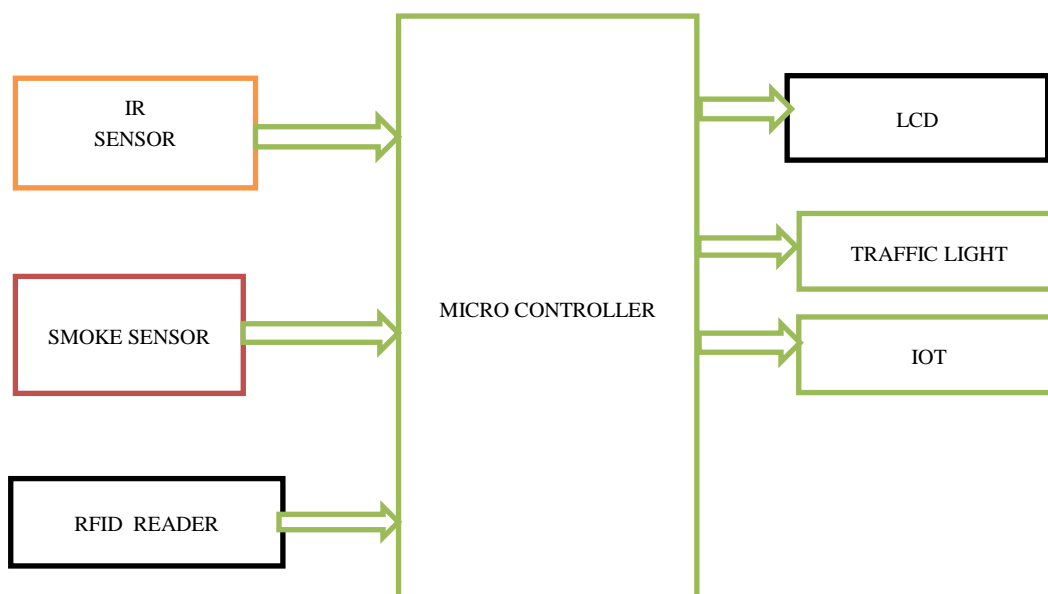 IR
SENSOR
LCD
TRAFFIC LIGHT
MICRO CONTROLLER
SMOKE SENSOR
IOT
RFID  READER